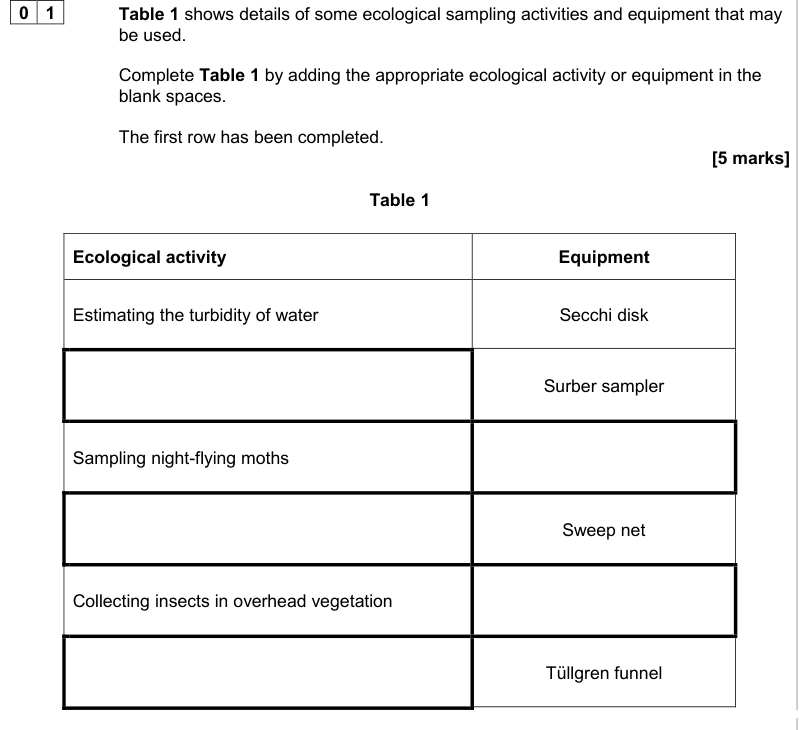 0 1
Table 1 shows details of some ecological sampling activities and equipment that may
be used.
Complete Table 1 by adding the appropriate ecological activity or equipment in the
blank spaces.
The first row has been completed.
[5 marks]
Table 1
Ecological activity Equipment
Estimating the turbidity of water Secchi disk
Surber sampler
Sampling night-flying moths
Sweep net
Collecting insects in overhead vegetation
Tüllgren funnel